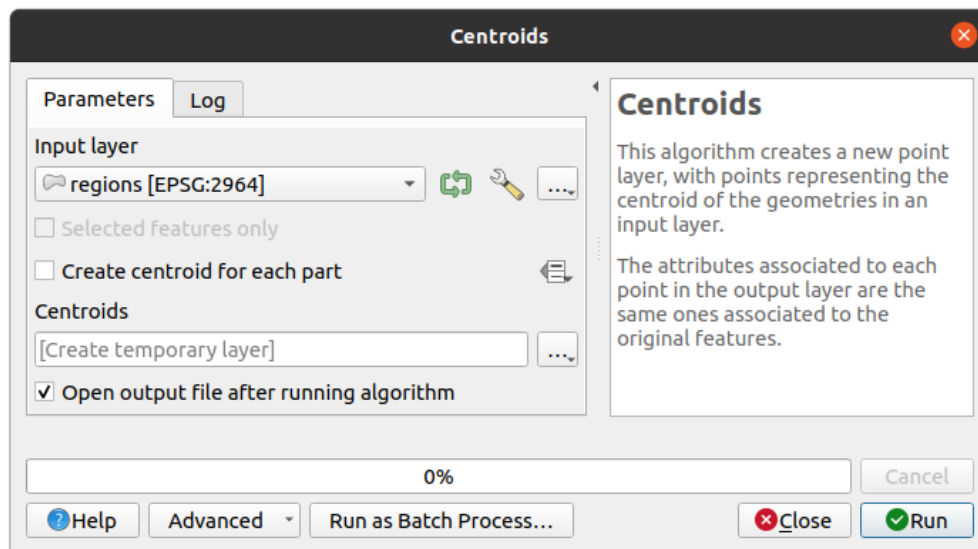 Centroids
Parameters
Log
Input layer
regions [EPSG:2964]
...
Selected features only
Create centroid for each part
Centroids
[Create temporary layer]
...
Open output file after running algorithm
Centroids
This algorithm creates a new point
layer, with points representing the
centroid of the geometries in an
input layer.
The attributes associated to each
point in the output layer are the
same ones associated to the
original features.
0%
Cancel
Help
Advanced
Run as Batch Process...
Close
Run